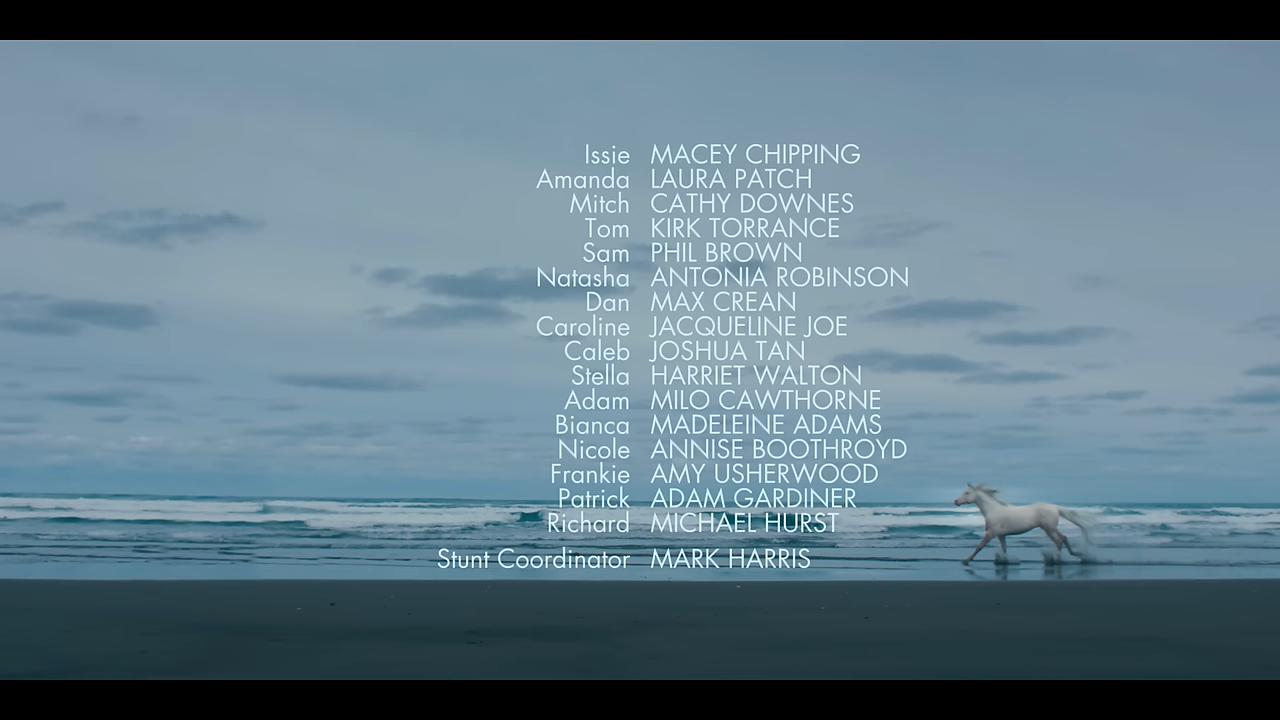 Issie MACEY CHIPPING
Amanda LAURA PATCH
Mitch CATHY DOWNES
Tom KIRK TORRANCE
Sam PHIL BROWN
Natasha ANTONIA ROBINSON
Dan MAX CREAN
Caroline JACQUELINE JOE
Caleb JOSHUA TAN
Stella HARRIET WALTON
Adam MILO CAWTHORNE
Bianca MADELEINE ADAMS
Nicole ANNISE BOOTHROYD
Frankie AMY USHERWOOD
Patrick ADAM GARDINER
Richard MICHAEL HURST
Stunt Coordinator MARK HARRIS